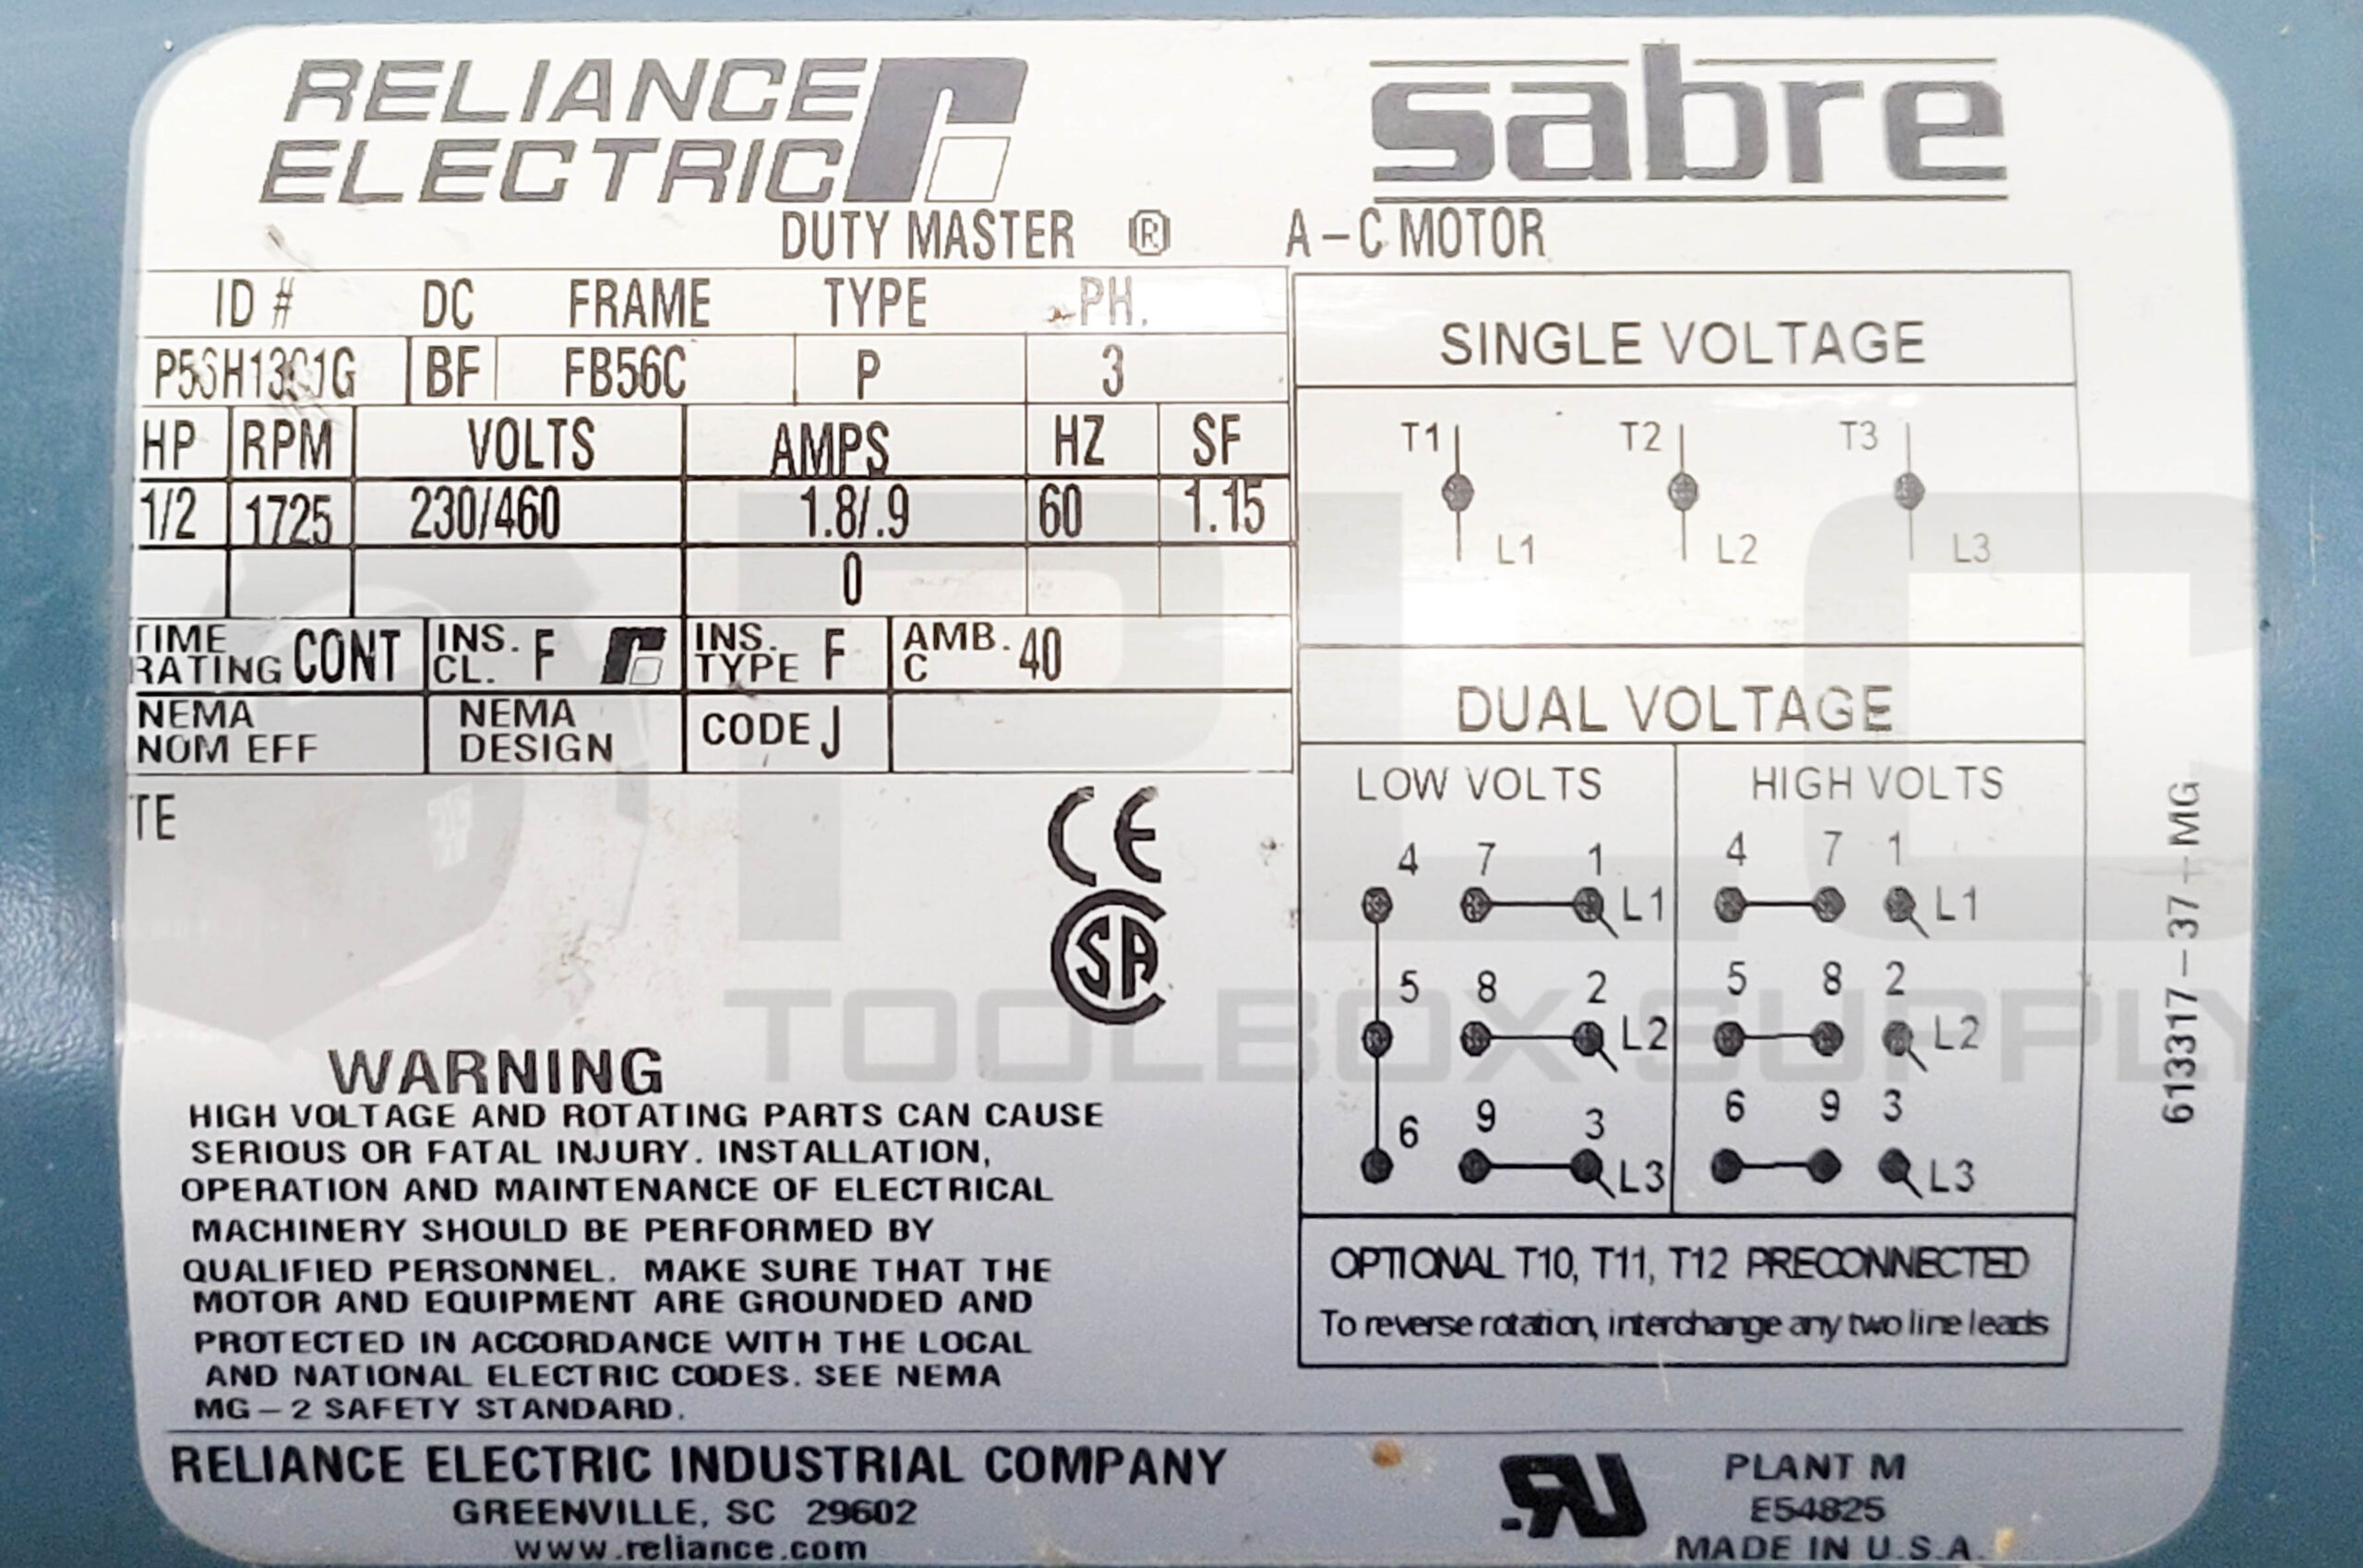 RELIANCE
ELECTRIC
sabre
DUTY MASTER ® A-C MOTOR
ID # DC FRAME TYPE PH.
BF FB56C P 3
HP RPM VOLTS AMPS HZ SF
1/2 1725 230/460 1.8/.9 60 1.15
0
TIME
RATING CONT
INS.
CL. F
INS.
TYPE F
AMB.
C 40
NEMA
NOM EFF
NEMA
DESIGN
CODE J
TE
CE
SA
WARNING
HIGH VOLTAGE AND ROTATING PARTS CAN CAUSE
SERIOUS OR FATAL INJURY. INSTALLATION,
OPERATION AND MAINTENANCE OF ELECTRICAL
MACHINERY SHOULD BE PERFORMED BY
QUALIFIED PERSONNEL. MAKE SURE THAT THE
MOTOR AND EQUIPMENT ARE GROUNDED AND
PROTECTED IN ACCORDANCE WITH THE LOCAL
AND NATIONAL ELECTRIC CODES. SEE NEMA
MG-2 SAFETY STANDARD.
SINGLE VOLTAGE
T1 T2 T3
L1 L2 L3
DUAL VOLTAGE
LOW VOLTS
4 7 1
L1
5 8 2
L2
6 9 3
L3
HIGH VOLTS
4 7 1
L1
5 8 2
L2
6 9 3
L3
OPTIONAL T10, T11, T12 PRECONNECTED
To reverse rotation, interchange any two line leads
613317-37-MG
RELIANCE ELECTRIC INDUSTRIAL COMPANY
GREENVILLE, SC 29602
www.reliance.com
PLANT M
E54825
MADE IN U.S.A.
PLC
TOOLBOX SUPPLY